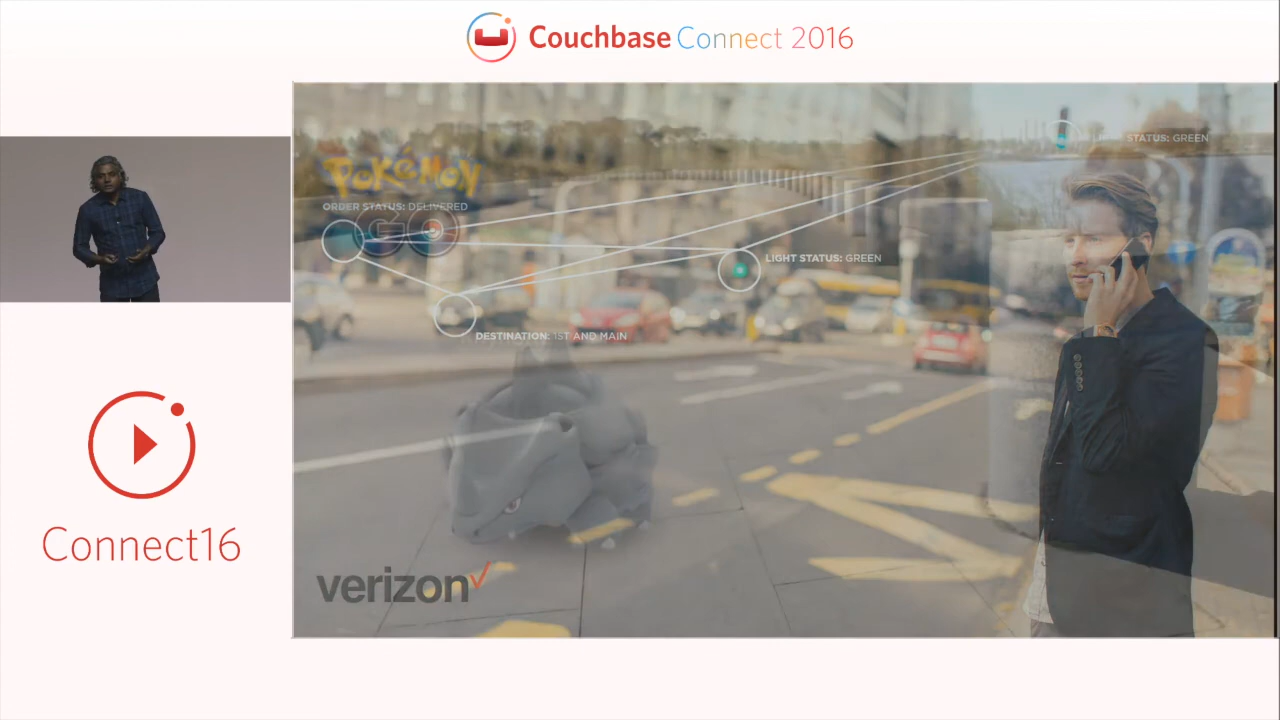 Couchbase Connect 2016
POKéMON
GO
STATUS: GREEN
ORDER STATUS: DELIVERED
LIGHT STATUS: GREEN
DESTINATION: 1ST AND MAIN
verizon
Connect16